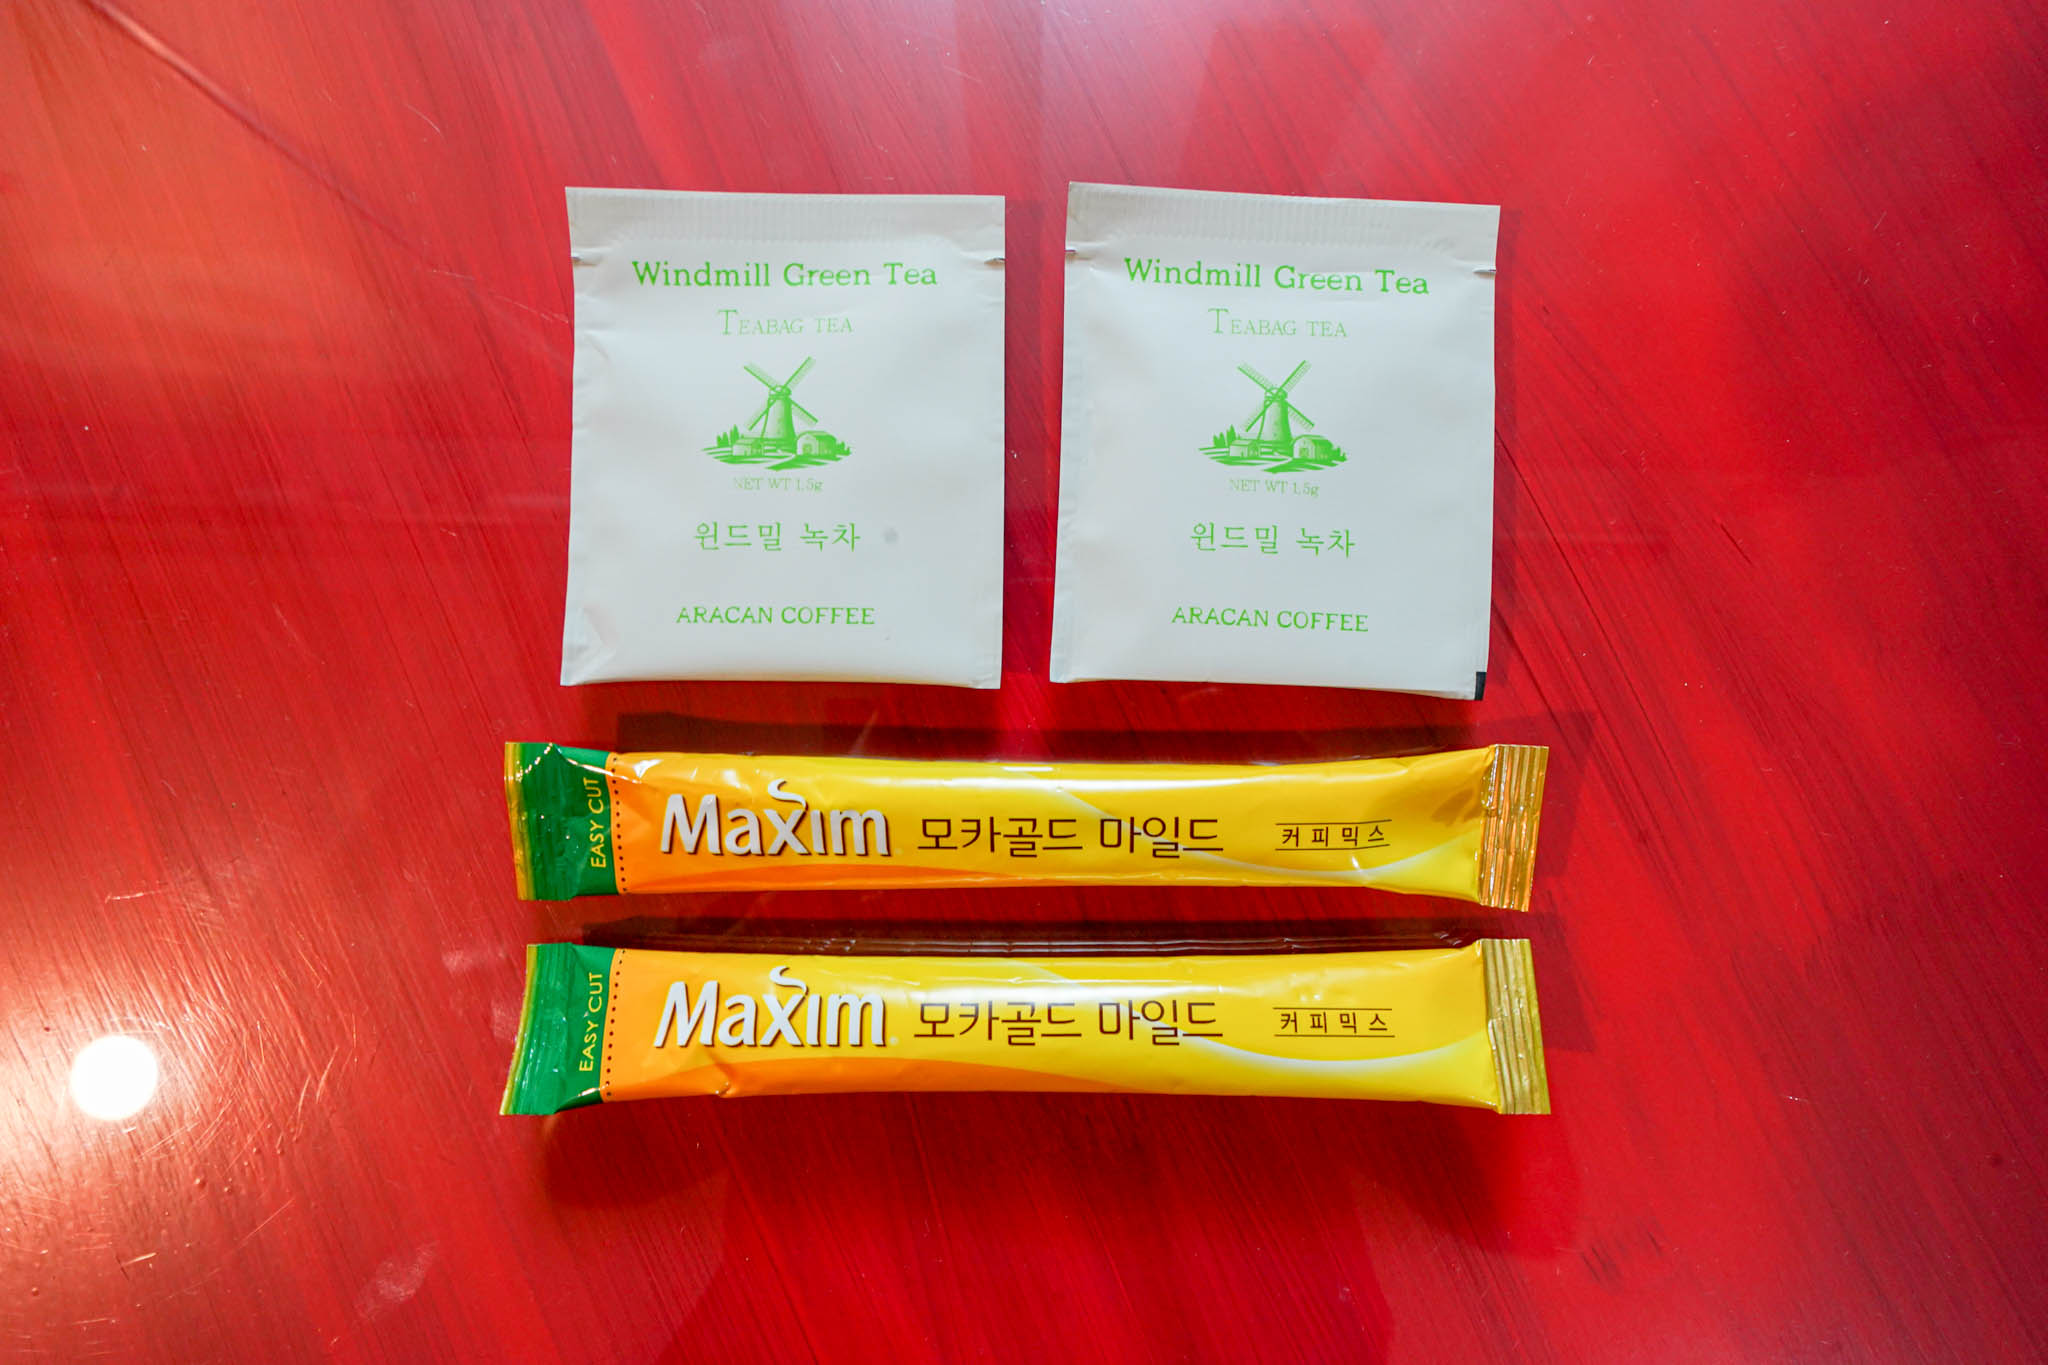 Windmill Green Tea
TEABAG TEA
NET WT 1.5g
윈드밀 녹차
ARACAN COFFEE
Windmill Green Tea
TEABAG TEA
NET WT 1.5g
윈드밀 녹차
ARACAN COFFEE
EASY CUT
Maxim 모카골드 마일드 커피믹스
EASY CUT
Maxim 모카골드 마일드 커피믹스